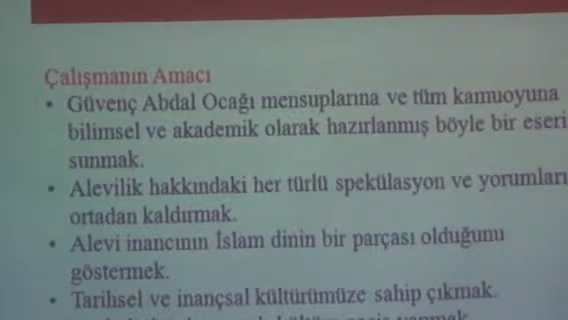 Çalışmanın Amacı
• Güvenç Abdal Ocağı mensuplarına ve tüm kamuoyuna
bilimsel ve akademik olarak hazırlanmış böyle bir eseri
sunmak.
• Alevilik hakkındaki her türlü spekülasyon ve yorumları
ortadan kaldırmak.
• Alevi inancının İslam dinin bir parçası olduğunu
göstermek.
• Tarihsel ve inançsal kültürümüze sahip çıkmak.